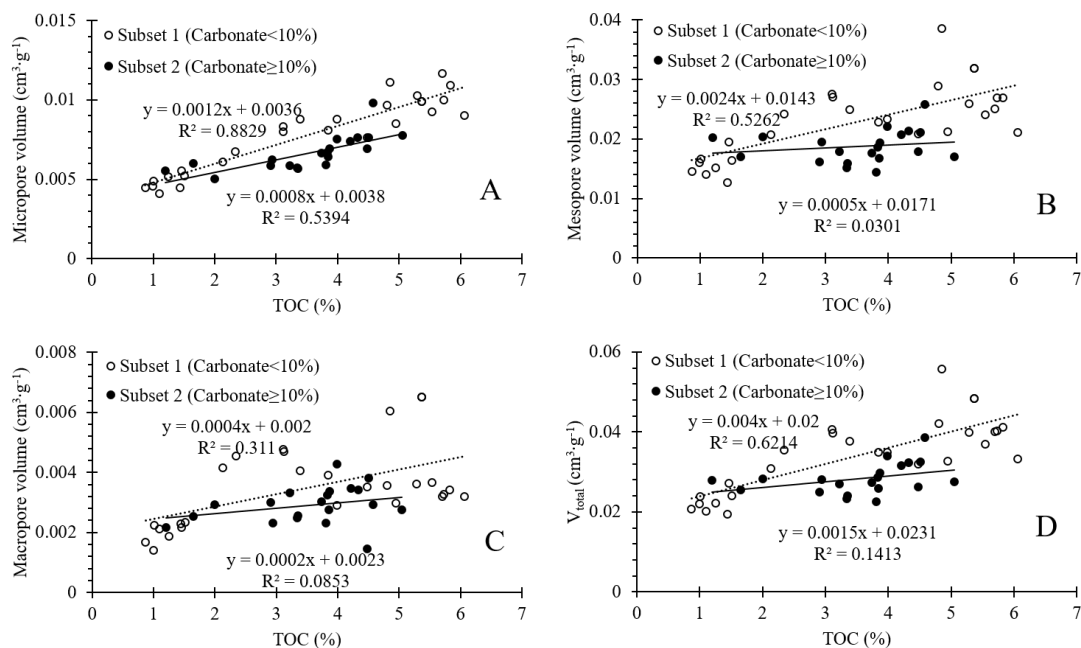 0.015
0.01
0.005
0
Micropore volume (cm³·g⁻¹)
Subset 1 (Carbonate<10%)
Subset 2 (Carbonate≥10%)
y = 0.0012x + 0.0036
R² = 0.8829
y = 0.0008x + 0.0038
R² = 0.5394
A
0 1 2 3 4 5 6 7
TOC (%)
0.04
0.03
0.02
0.01
0
Mesopore volume (cm³·g⁻¹)
Subset 1 (Carbonate<10%)
Subset 2 (Carbonate≥10%)
y = 0.0024x + 0.0143
R² = 0.5262
y = 0.0005x + 0.0171
R² = 0.0301
B
0 1 2 3 4 5 6 7
TOC (%)
0.008
0.006
0.004
0.002
0
Macropore volume (cm³·g⁻¹)
Subset 1 (Carbonate<10%)
Subset 2 (Carbonate≥10%)
y = 0.0004x + 0.002
R² = 0.311
y = 0.0002x + 0.0023
R² = 0.0853
C
0 1 2 3 4 5 6 7
TOC (%)
0.06
0.04
0.02
0
V_total (cm³·g⁻¹)
Subset 1 (Carbonate<10%)
Subset 2 (Carbonate≥10%)
y = 0.004x + 0.02
R² = 0.6214
y = 0.0015x + 0.0231
R² = 0.1413
D
0 1 2 3 4 5 6 7
TOC (%)